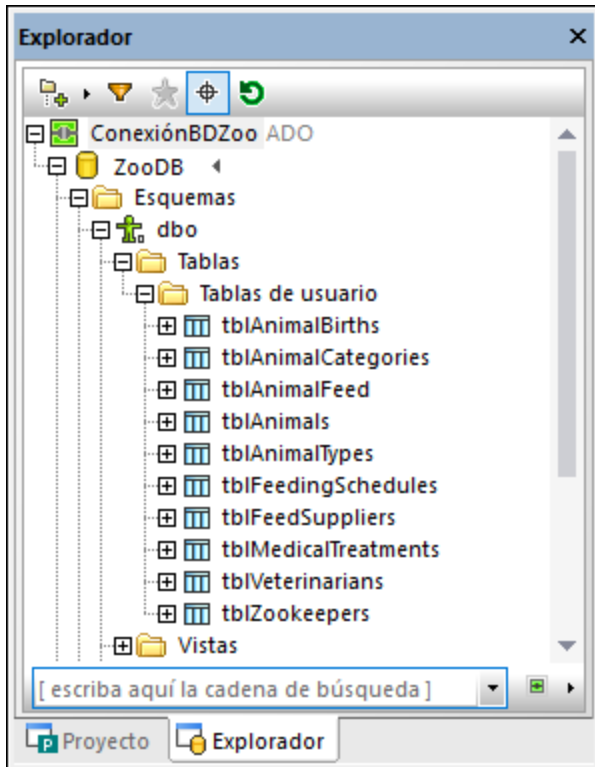 Explorador
ConexiónBDZoo ADO
ZooDB
Esquemas
dbo
Tablas
Tablas de usuario
tblAnimalBirths
tblAnimalCategories
tblAnimalFeed
tblAnimals
tblAnimalTypes
tblFeedingSchedules
tblFeedSuppliers
tblMedicalTreatments
tblVeterinarians
tblZookeepers
Vistas
[ escriba aquí la cadena de búsqueda ]
Proyecto Explorador